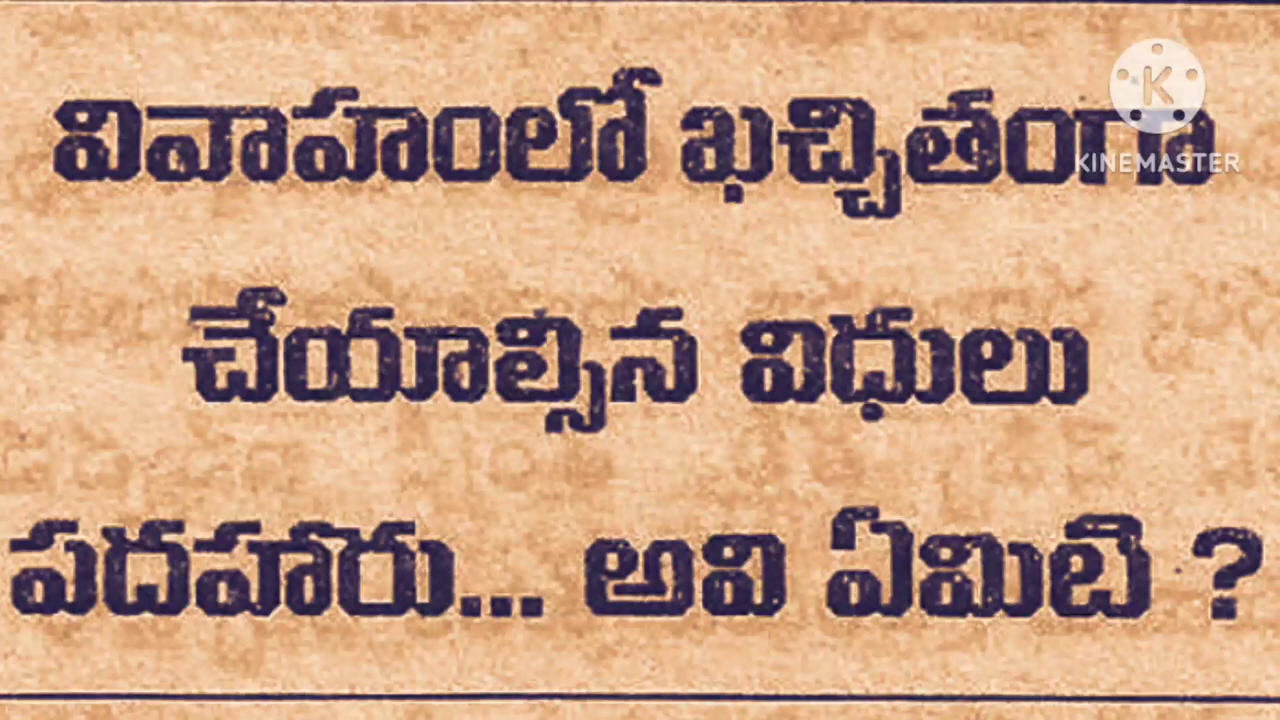 వివాహంలో ఖచ్చితంగా
KINEMASTER
చేయాల్సిన విధులు
పదహారు... అవి ఏమిటి ?